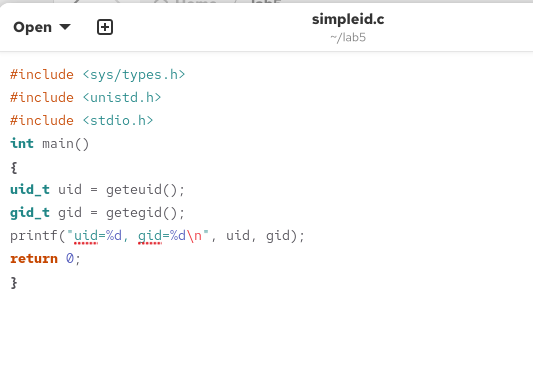 Open
simpleid.c
~/lab5
#include <sys/types.h>
#include <unistd.h>
#include <stdio.h>
int main()
{
uid_t uid = geteuid();
gid_t gid = getegid();
printf("uid=%d, gid=%d\n", uid, gid);
return 0;
}